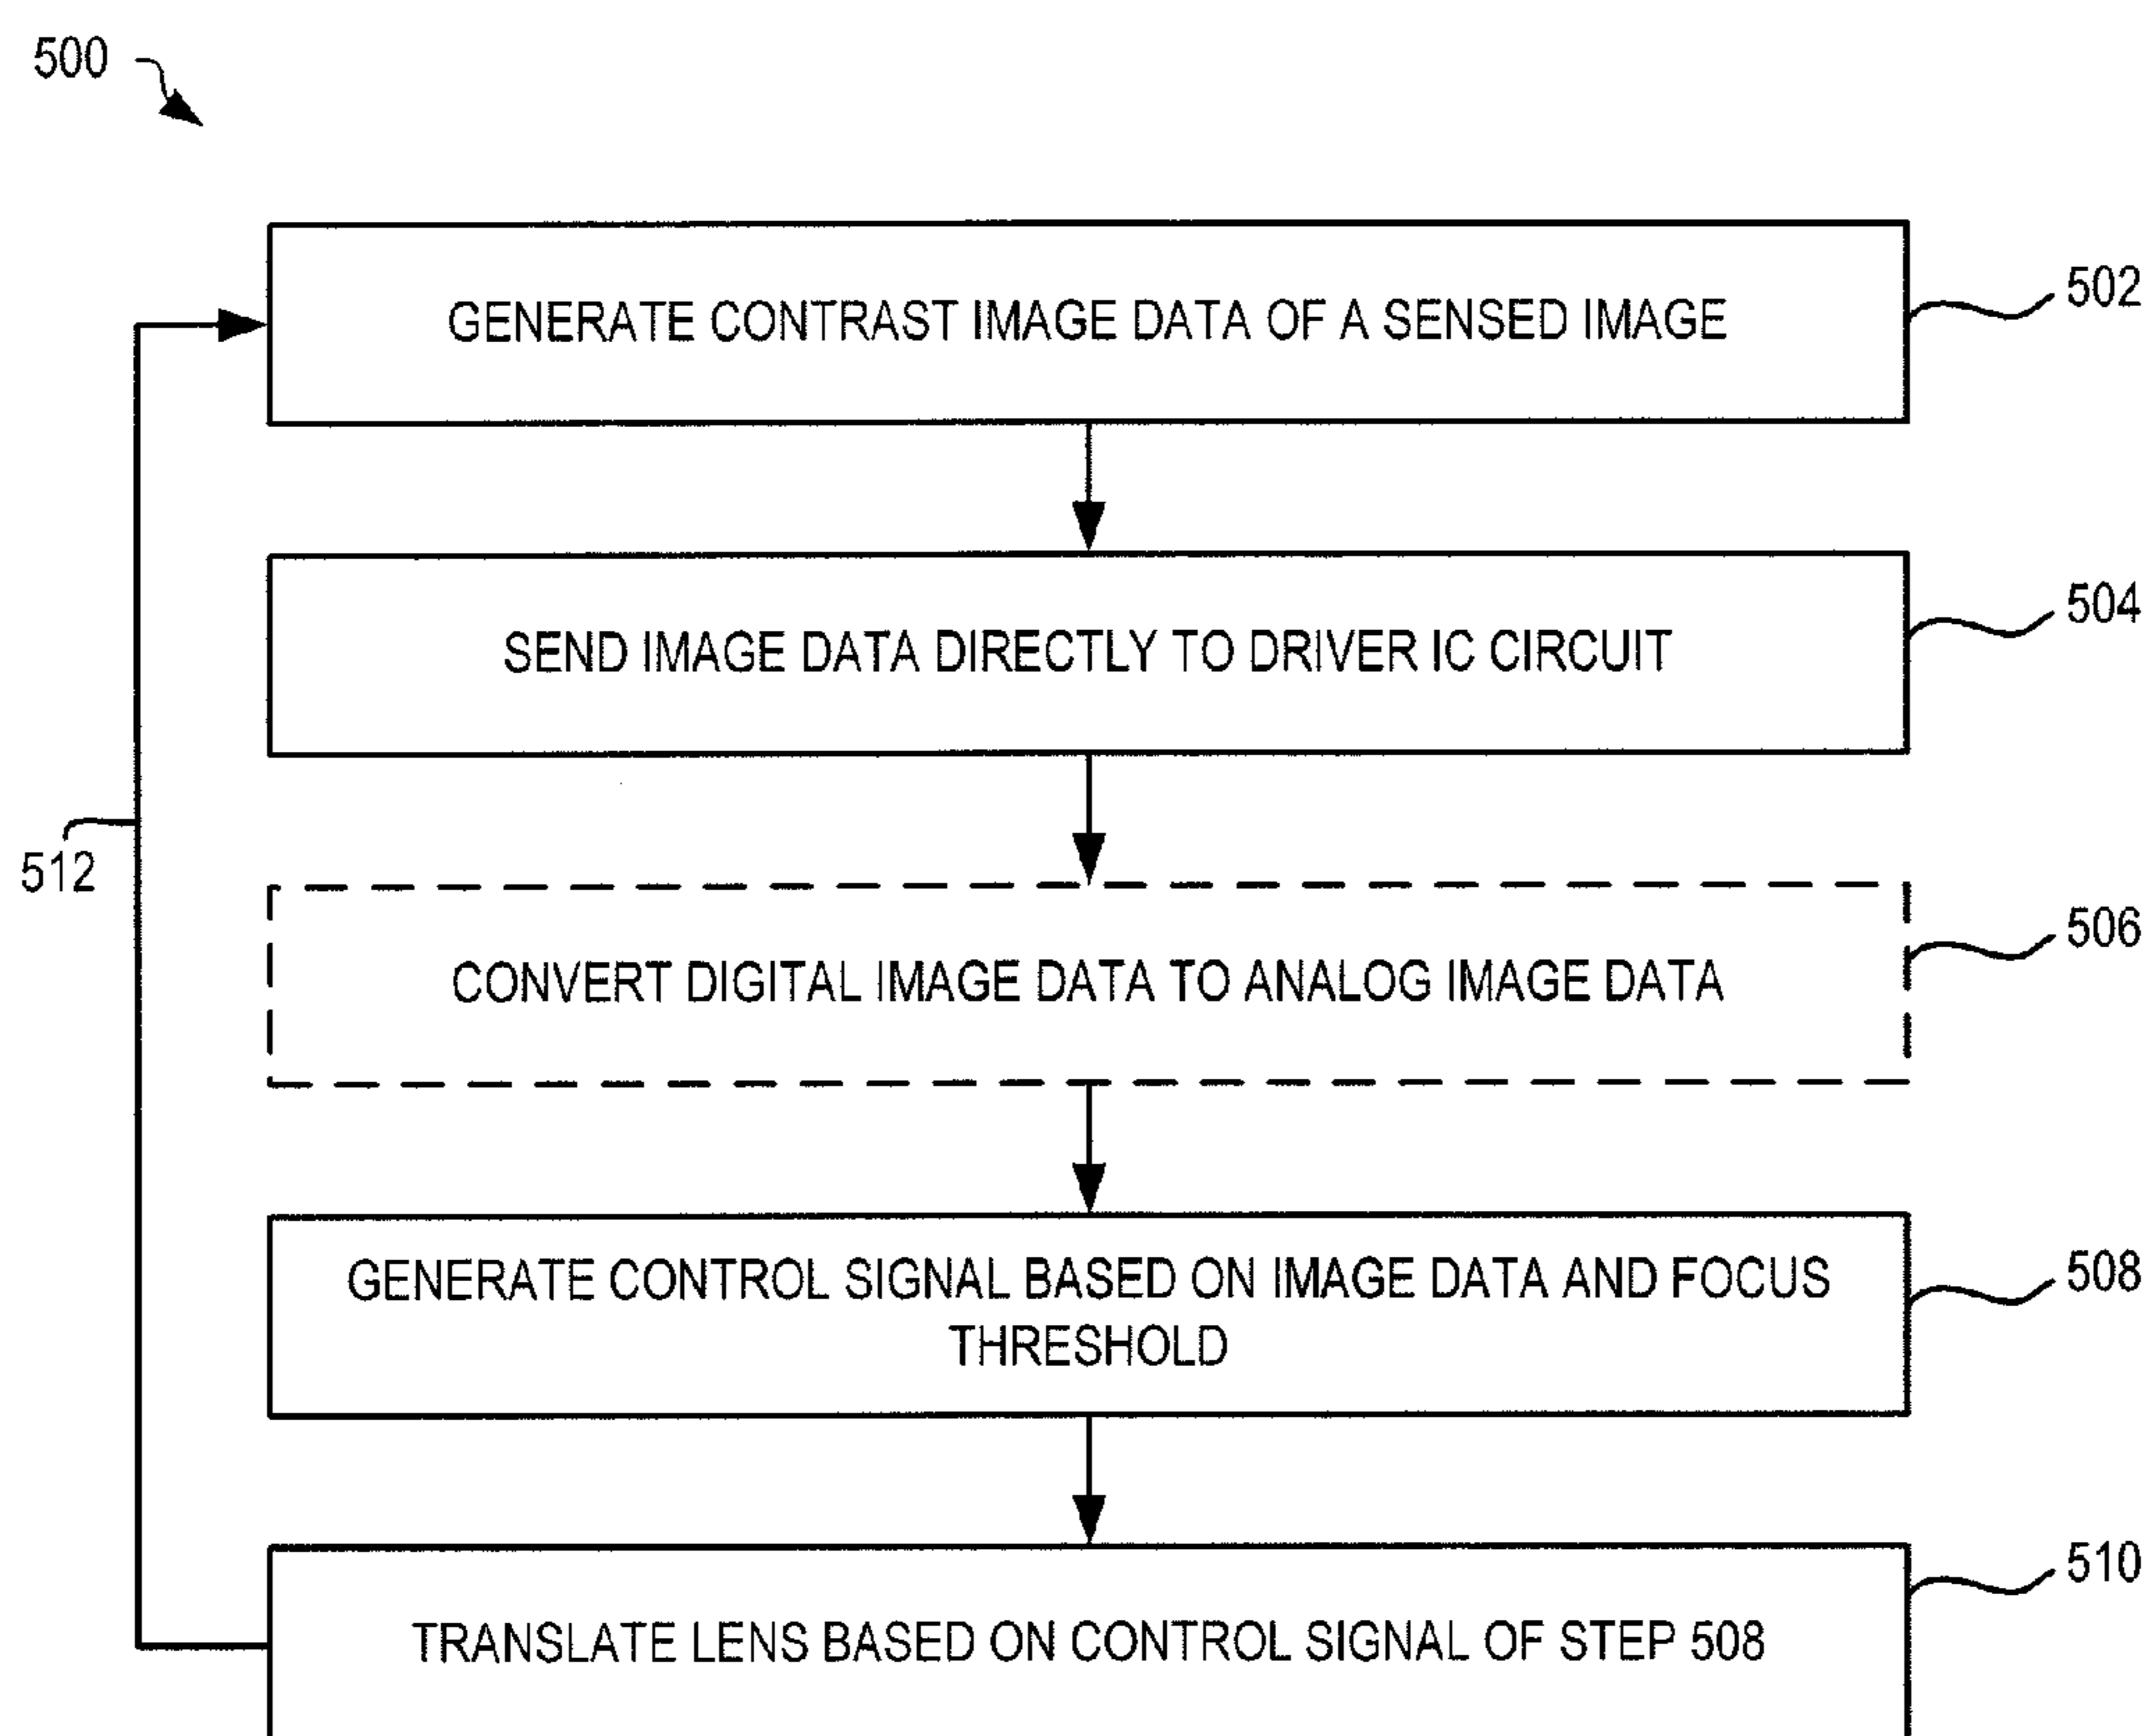 500
GENERATE CONTRAST IMAGE DATA OF A SENSED IMAGE
502
SEND IMAGE DATA DIRECTLY TO DRIVER IC CIRCUIT
504
512
CONVERT DIGITAL IMAGE DATA TO ANALOG IMAGE DATA
506
GENERATE CONTROL SIGNAL BASED ON IMAGE DATA AND FOCUS
THRESHOLD
508
TRANSLATE LENS BASED ON CONTROL SIGNAL OF STEP 508
510